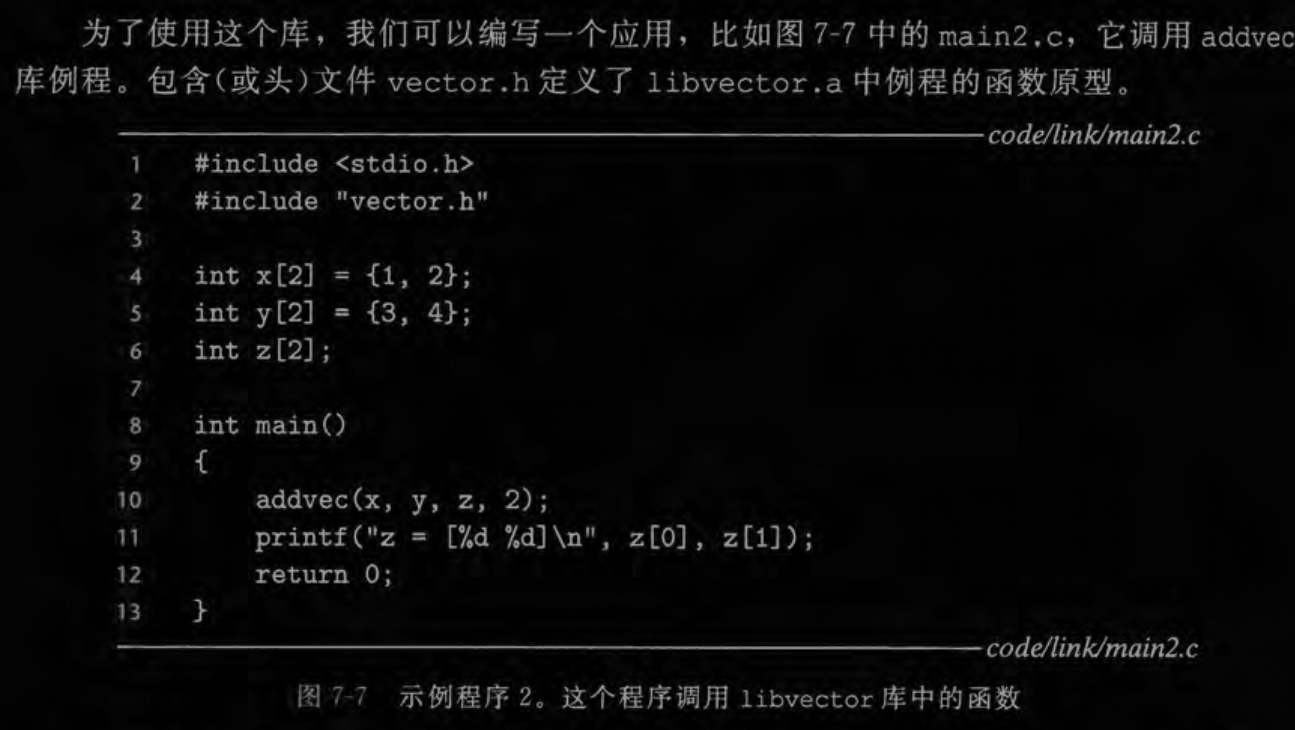 为了使用这个库，我们可以编写一个应用，比如图 7-7 中的 main2.c，它调用 addvec
库例程。包含(或头)文件 vector.h 定义了 libvector.a 中例程的函数原型。
code/link/main2.c
1 #include <stdio.h>
2 #include "vector.h"
3
4 int x[2] = {1, 2};
5 int y[2] = {3, 4};
6 int z[2];
7
8 int main()
9 {
10 addvec(x, y, z, 2);
11 printf("z = [%d %d]\n", z[0], z[1]);
12 return 0;
13 }
code/link/main2.c
图 7-7 示例程序 2。这个程序调用 libvector 库中的函数